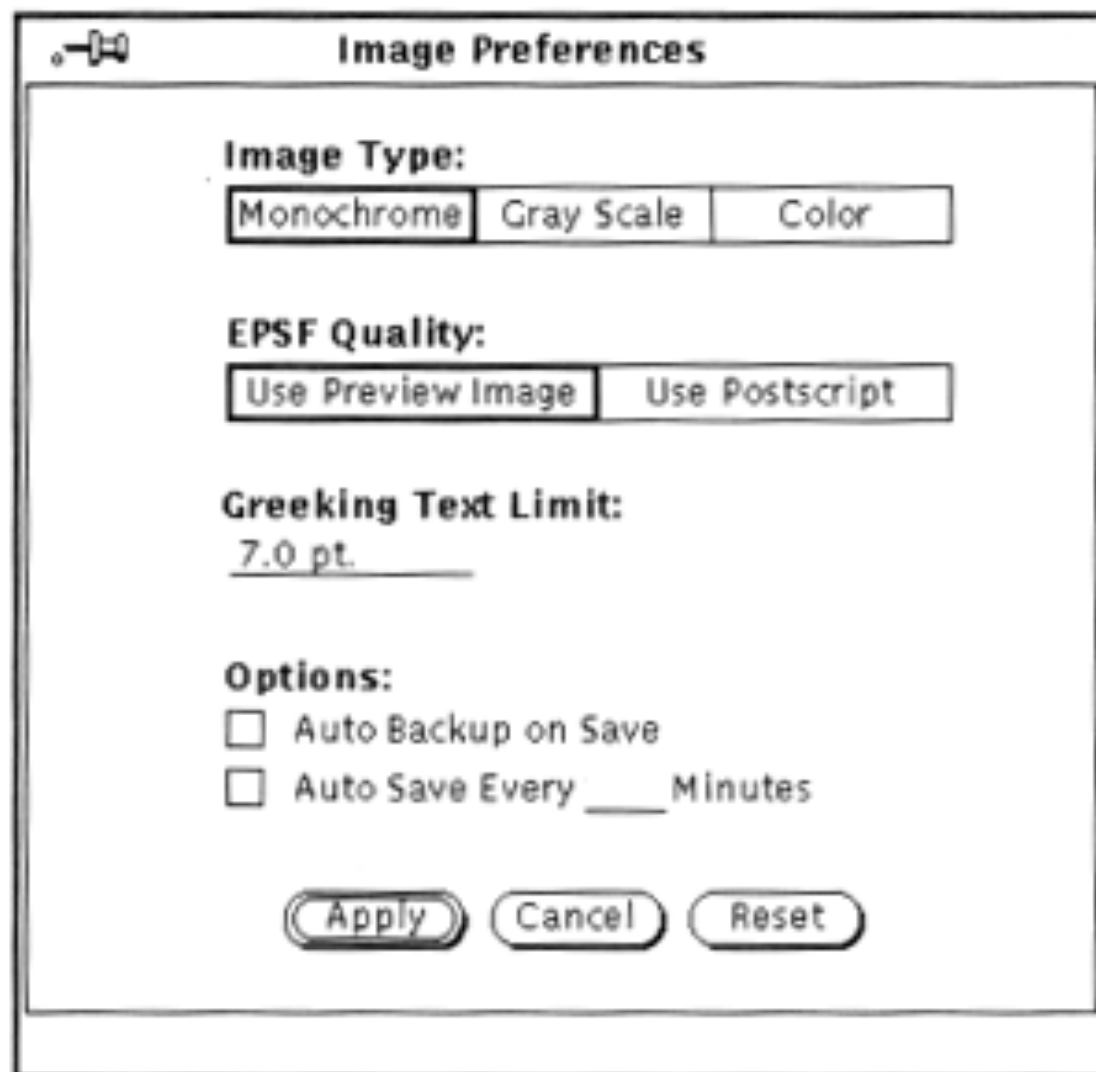 Image Preferences
Image Type:
Monochrome Gray Scale Color
EPSF Quality:
Use Preview Image Use Postscript
Greeking Text Limit:
7.0 pt.
Options:
Auto Backup on Save
Auto Save Every ____ Minutes
Apply Cancel Reset